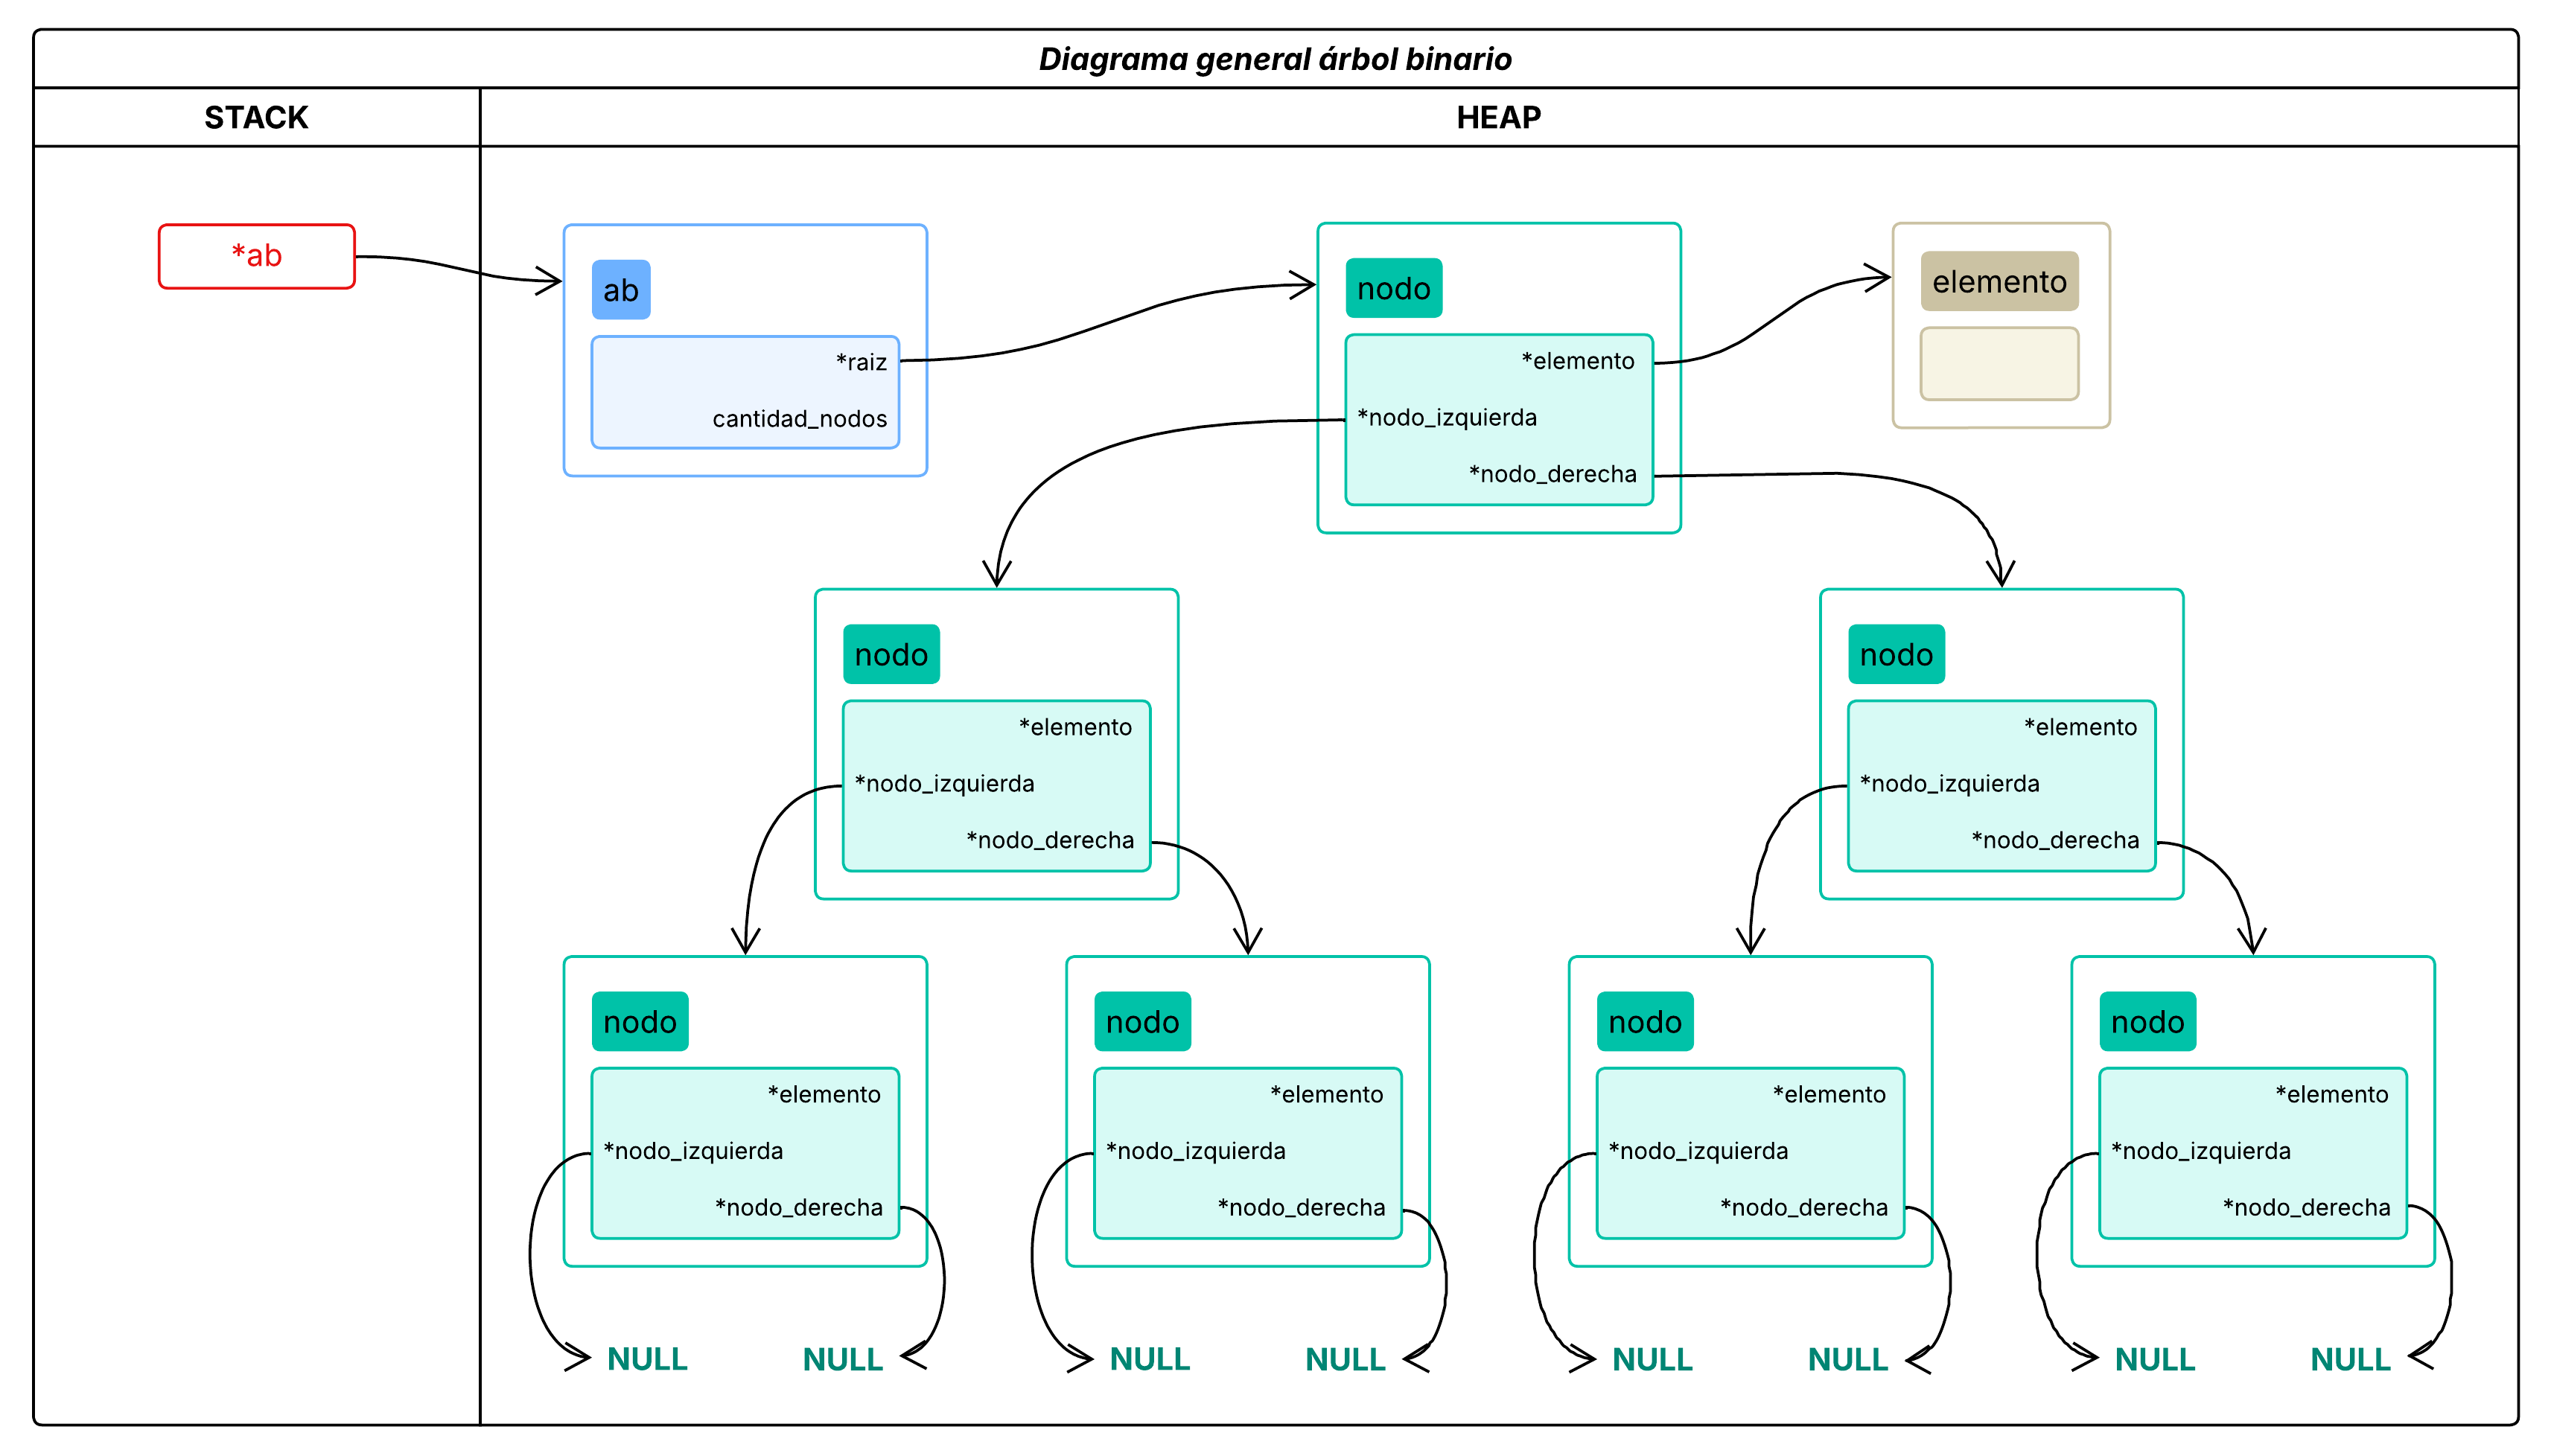 Diagrama general árbol binario
STACK
HEAP
*ab
ab
*raiz
cantidad_nodos
nodo
*elemento
*nodo_izquierda
*nodo_derecha
elemento
nodo
*elemento
*nodo_izquierda
*nodo_derecha
nodo
*elemento
*nodo_izquierda
*nodo_derecha
nodo
*elemento
*nodo_izquierda
*nodo_derecha
NULL
NULL
nodo
*elemento
*nodo_izquierda
*nodo_derecha
NULL
NULL
nodo
*elemento
*nodo_izquierda
*nodo_derecha
NULL
NULL
nodo
*elemento
*nodo_izquierda
*nodo_derecha
NULL
NULL